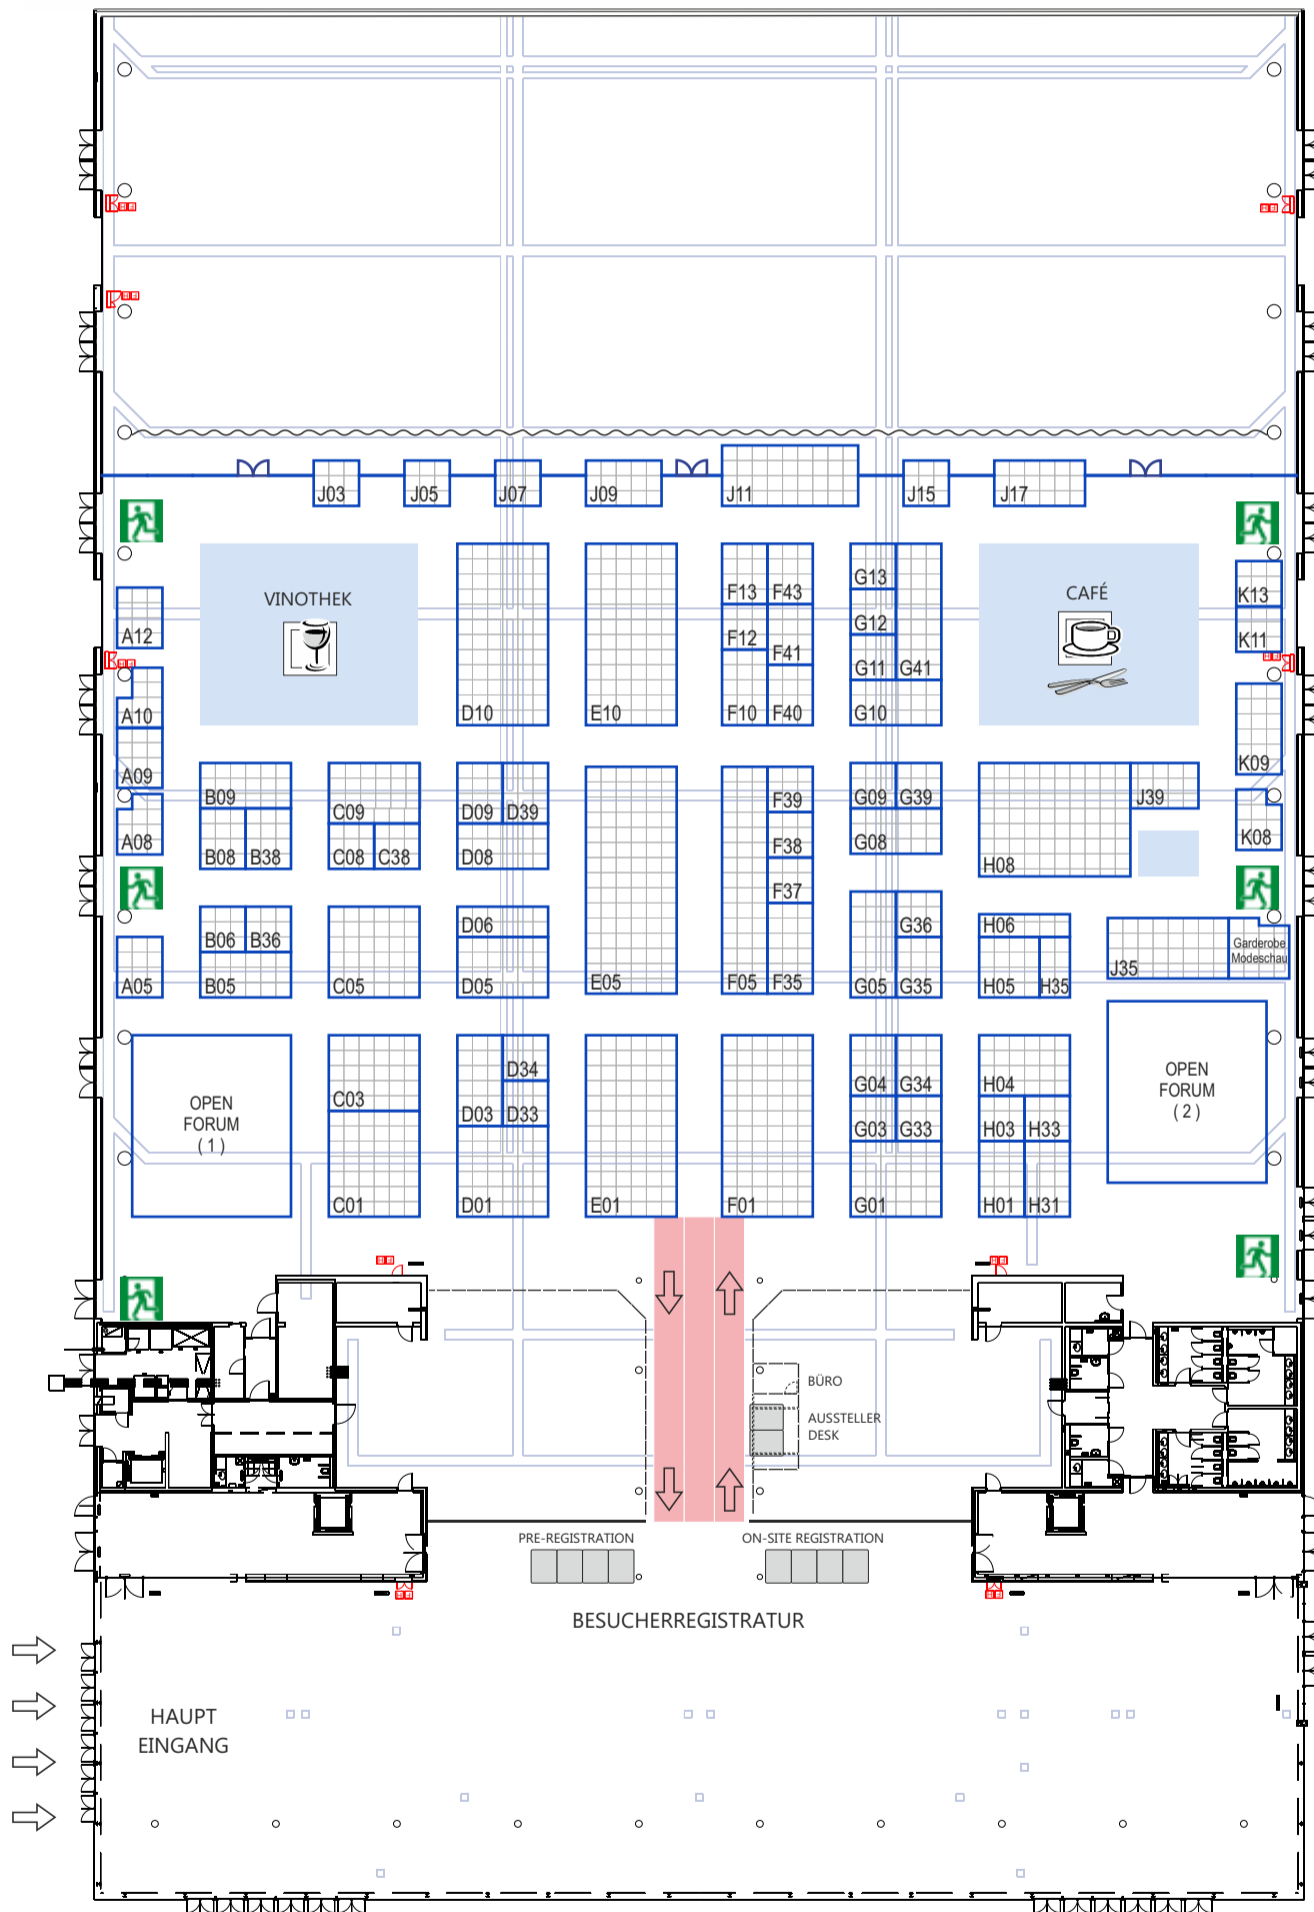 J03
J05
J07
J09
J11
J15
J17
VINOTHEK
CAFÉ
A12
A10
A09
A08
A05
D10
E10
F13
F43
F12
F41
F10
F40
G13
G12
G11
G41
G10
K13
K11
K09
K08
B09
B08
B38
C09
C08
C38
D09
D39
D08
F39
F38
F37
G09
G39
G08
J39
H08
B06
B36
B05
C05
D06
D05
E05
F05
F35
G36
G05
G35
H06
H05
H35
J35
Garderobe
Modeschau
OPEN
FORUM
( 1 )
C03
C01
D34
D03
D33
D01
E01
F01
G04
G34
G03
G33
G01
H04
H03
H33
H01
H31
OPEN
FORUM
( 2 )
BÜRO
AUSSTELLER
DESK
PRE-REGISTRATION
ON-SITE REGISTRATION
BESUCHERREGISTRATUR
HAUPT
EINGANG